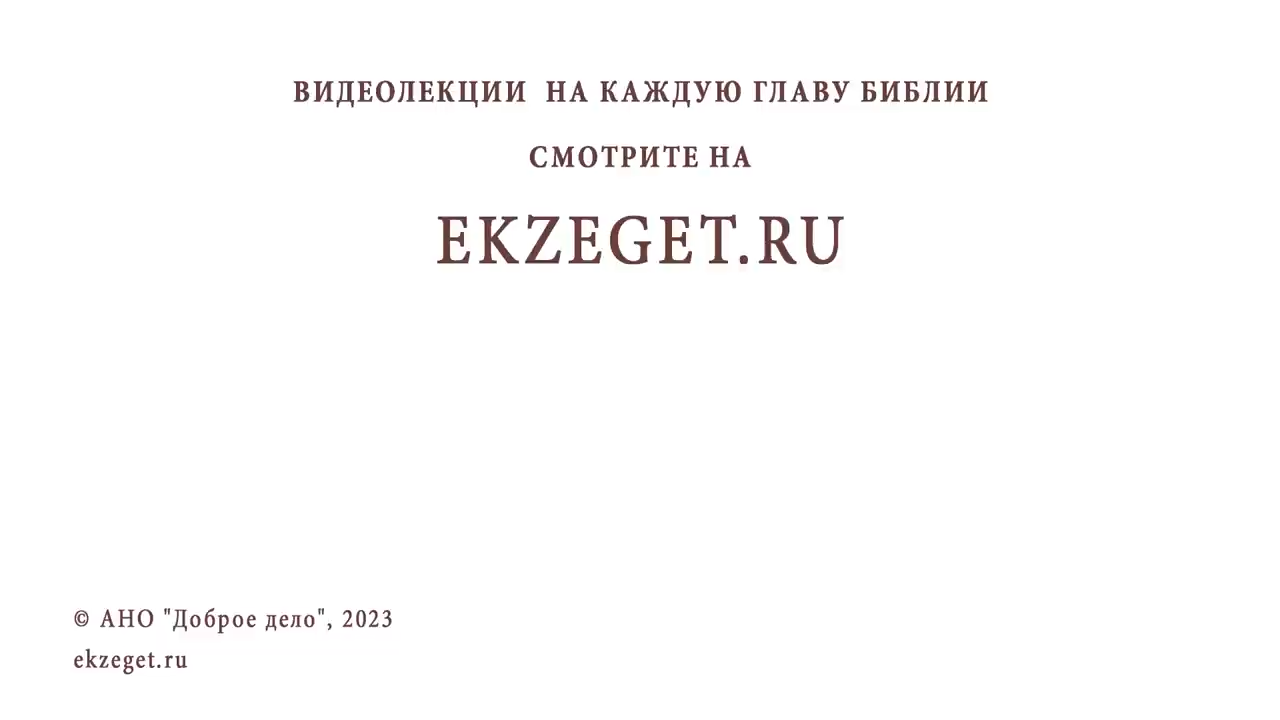 ВИДЕОЛЕКЦИИ НА КАЖДУЮ ГЛАВУ БИБЛИИ
СМОТРИТЕ НА
EKZEGET.RU
© АНО "Доброе дело", 2023
ekzeget.ru